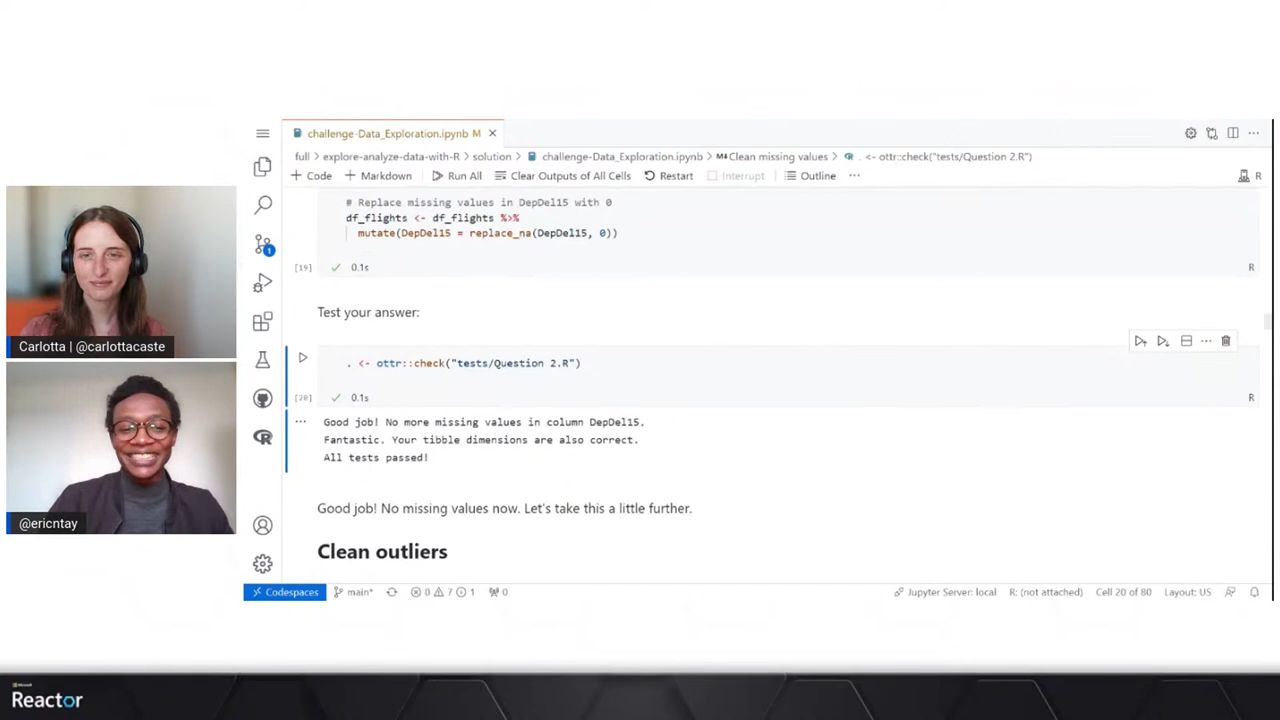 challenge-Data_Exploration.ipynb M
full > explore-analyze-data-with-R > solution > challenge-Data_Exploration.ipynb > Clean missing values > . <- ottr::check("tests/Question 2.R")
+ Code + Markdown Run All Clear Outputs of All Cells Restart Interrupt Outline ... R
# Replace missing values in DepDel15 with 0
df_flights <- df_flights %>%
mutate(DepDel15 = replace_na(DepDel15, 0))
[19] 0.1s R
Test your answer:
. <- ottr::check("tests/Question 2.R")
[20] 0.1s R
Good job! No more missing values in column DepDel15.
Fantastic. Your tibble dimensions are also correct.
All tests passed!
Good job! No missing values now. Let's take this a little further.
Clean outliers
1
R
Codespaces main* 0 7 1 0 Jupyter Server: local R: (not attached) Cell 20 of 80 Layout: US
Carlotta | @carlottacaste
@ericntay
Microsoft
Reactor